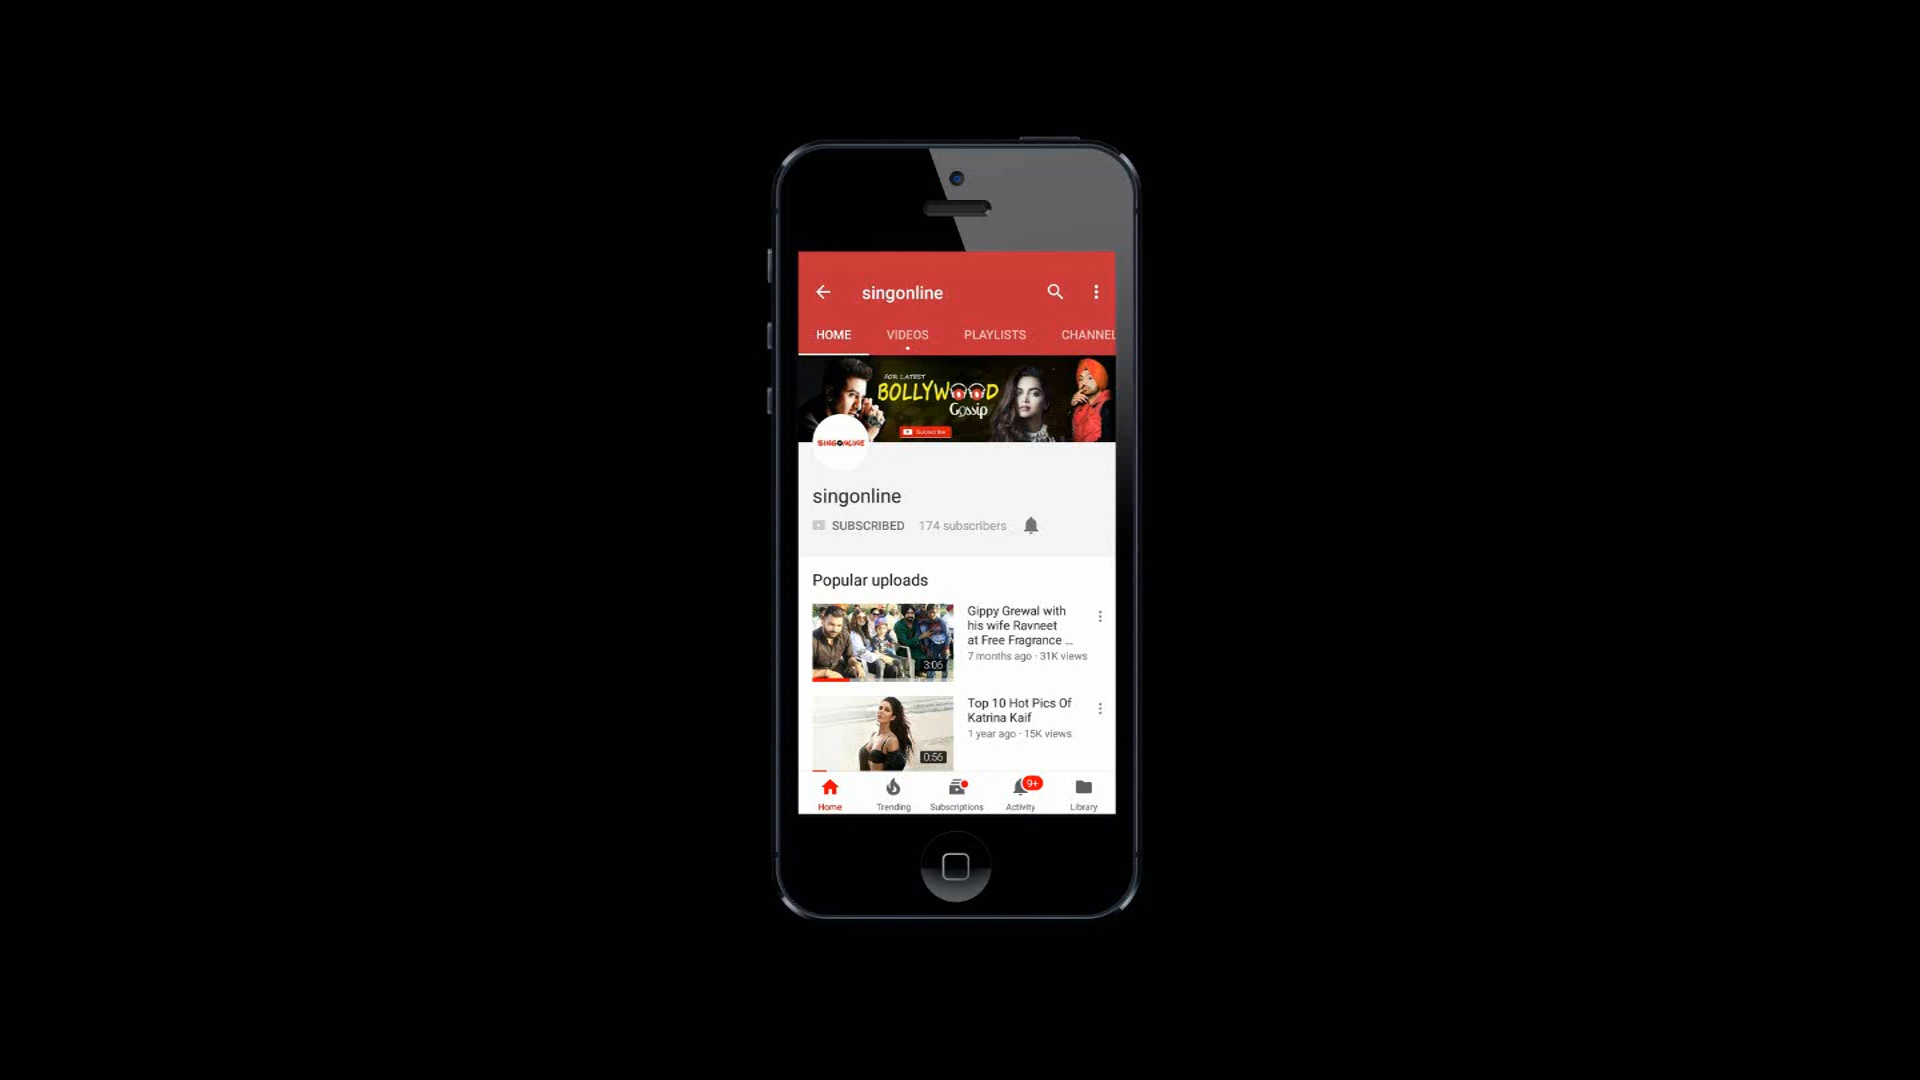 singonline
HOME VIDEOS PLAYLISTS CHANNEL
FOR LATEST
BOLLYWOOD
Gossip
Subscribe
SINGONLINE
singonline
SUBSCRIBED 174 subscribers
Popular uploads
Gippy Grewal with
his wife Ravneet
at Free Fragrance ...
7 months ago · 31K views
3:06
Top 10 Hot Pics Of
Katrina Kaif
1 year ago · 15K views
0:56
9+
Home Trending Subscriptions Activity Library